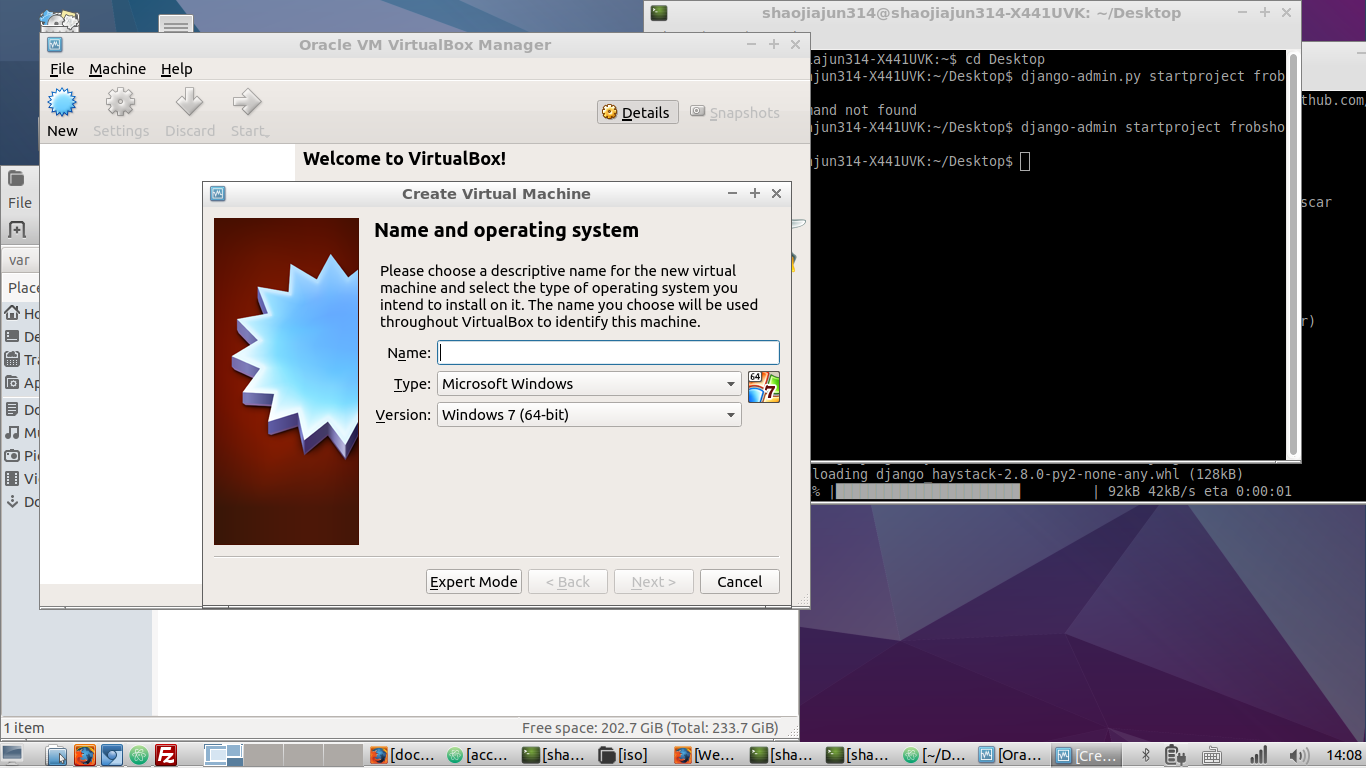 shaojiajun314@shaojiajun314-X441UVK: ~/Desktop
Oracle VM VirtualBox Manager
File Machine Help
New Settings Discard Start
Details Snapshots
Welcome to VirtualBox!
iajun314-X441UVK:~$ cd Desktop
ajun314-X441UVK:~/Desktop$ django-admin.py startproject frob
mand not found
ajun314-X441UVK:~/Desktop$ django-admin startproject frobsho
ajun314-X441UVK:~/Desktop$
thub.com/
scar
r)
File
var
Place
Ho
De
Tra
Ap
Do
Mu
Pic
Vi
Do
Create Virtual Machine
Name and operating system
Please choose a descriptive name for the new virtual
machine and select the type of operating system you
intend to install on it. The name you choose will be used
throughout VirtualBox to identify this machine.
Name:
Type: Microsoft Windows
64
7
Version: Windows 7 (64-bit)
Expert Mode < Back Next > Cancel
loading django_haystack-2.8.0-py2-none-any.whl (128kB)
% | | 92kB 42kB/s eta 0:00:01
1 item
Free space: 202.7 GiB (Total: 233.7 GiB)
[doc... [acc... [sha... [iso] [We... [sha... [sha... [~/D... [Ora... [Cre... 14:08